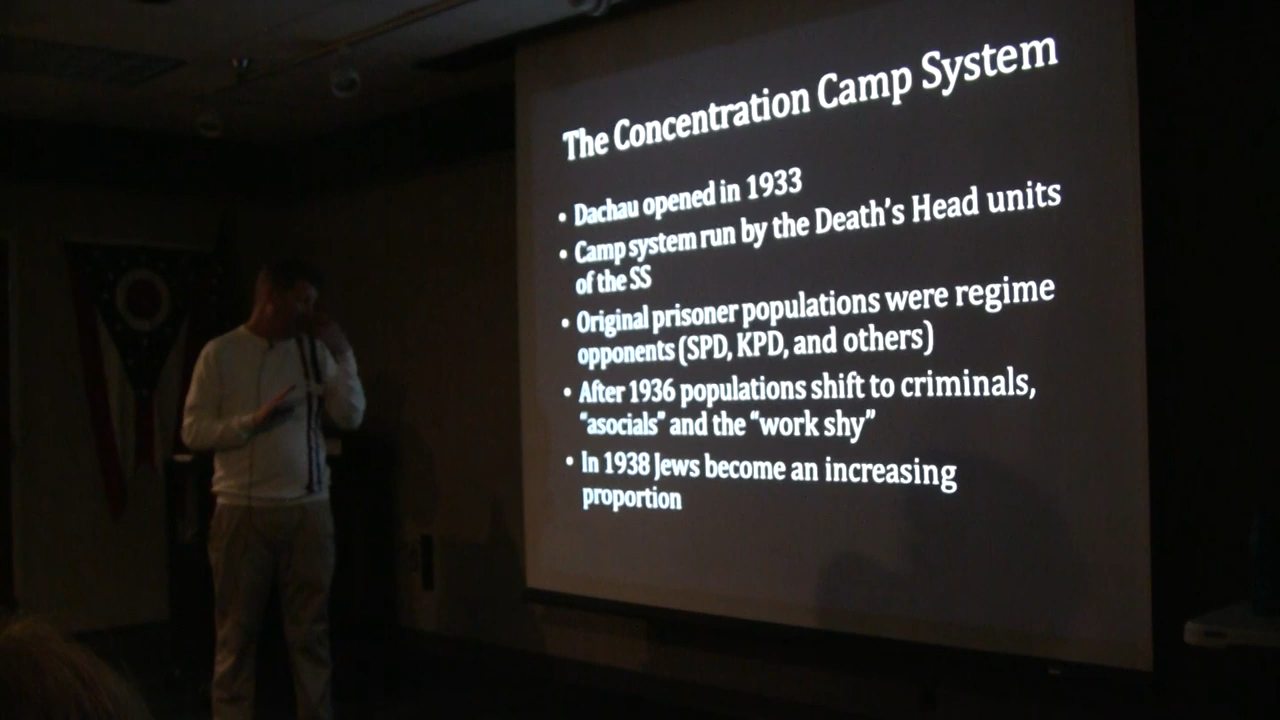 The Concentration Camp System
• Dachau opened in 1933
• Camp system run by the Death's Head units
of the SS
• Original prisoner populations were regime
opponents (SPD, KPD, and others)
• After 1936 populations shift to criminals,
"asocials" and the "work shy"
• In 1938 Jews become an increasing
proportion